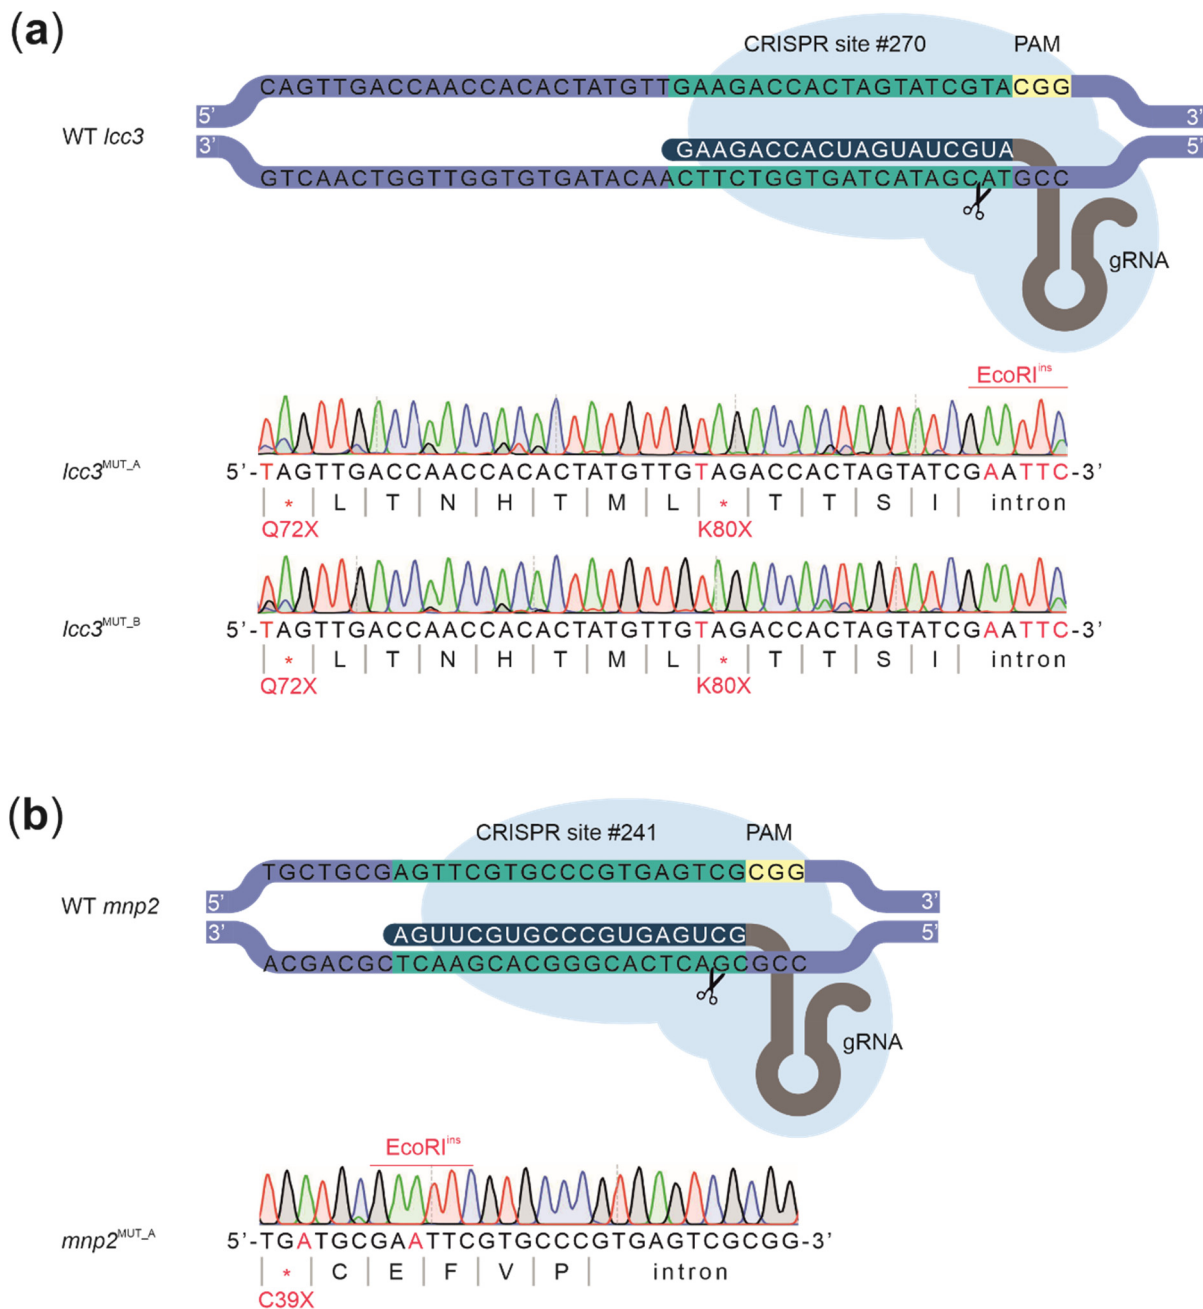 (a)
CRISPR site #270 PAM
CAGTTGACCAACCACACTATGTTGAAGACCACTAGTATCGTACGG
5’ 3’
WT lcc3
3’ 5’
GAAGACCACUAGUAUCGUA
GTCAACTGGTTGGTGTGATACAACTTCTGGTGATCATAGCATGCC
gRNA
EcoRI ins
lcc3 MUT_A 5’-TAGTTGACCAACCACACTATGTTGTAGACCACTAGTATCGAATTC-3’
* L T N H T M L * T T S I intron
Q72X K80X
lcc3 MUT_B 5’-TAGTTGACCAACCACACTATGTTGTAGACCACTAGTATCGAATTC-3’
* L T N H T M L * T T S I intron
Q72X K80X
(b)
CRISPR site #241 PAM
TGCTGCGAGTTCGTGCCCGTGAGTCGCGG
5’ 3’
WT mnp2
3’ 5’
AGUUCGUGCCCGUGAGUCG
ACGACGCTCAAGCACGGGCACTCAGCGCC
gRNA
EcoRI ins
mnp2 MUT_A 5’-TGATGCGAATTCGTGCCCGTGAGTCGCGG-3’
* C E F V P intron
C39X